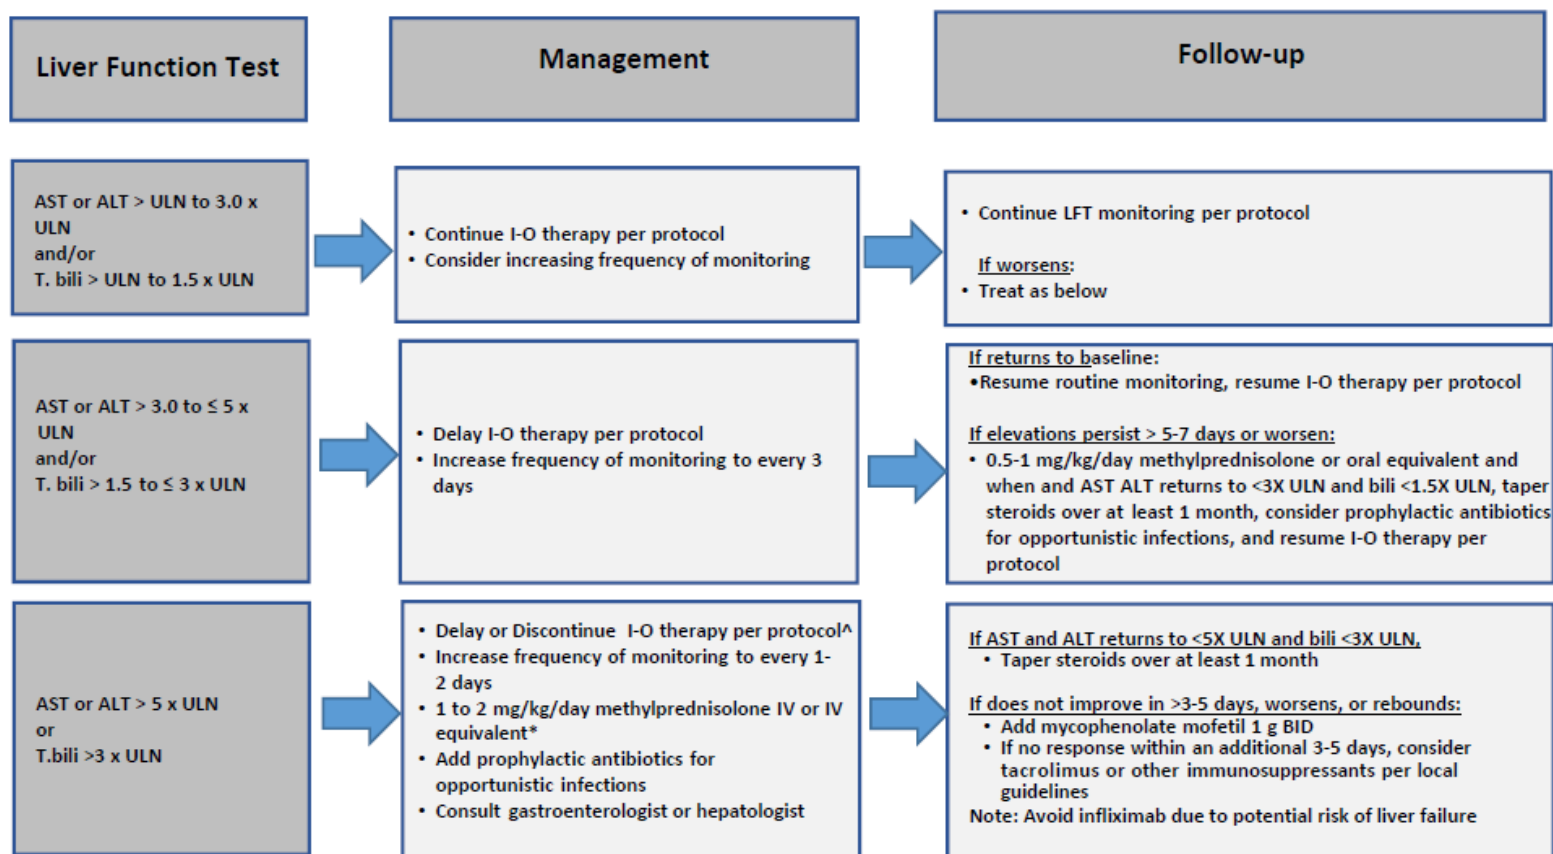 Liver Function Test
Management
Follow-up
AST or ALT > ULN to 3.0 x
ULN
and/or
T. bili > ULN to 1.5 x ULN
• Continue I-O therapy per protocol
• Consider increasing frequency of monitoring
• Continue LFT monitoring per protocol
If worsens:
• Treat as below
AST or ALT > 3.0 to ≤ 5 x
ULN
and/or
T. bili > 1.5 to ≤ 3 x ULN
• Delay I-O therapy per protocol
• Increase frequency of monitoring to every 3
days
If returns to baseline:
•Resume routine monitoring, resume I-O therapy per protocol
If elevations persist > 5-7 days or worsen:
• 0.5-1 mg/kg/day methylprednisolone or oral equivalent and
when and AST ALT returns to <3X ULN and bili <1.5X ULN, taper
steroids over at least 1 month, consider prophylactic antibiotics
for opportunistic infections, and resume I-O therapy per
protocol
AST or ALT > 5 x ULN
or
T.bili >3 x ULN
• Delay or Discontinue I-O therapy per protocol^
• Increase frequency of monitoring to every 1-
2 days
• 1 to 2 mg/kg/day methylprednisolone IV or IV
equivalent*
• Add prophylactic antibiotics for
opportunistic infections
• Consult gastroenterologist or hepatologist
If AST and ALT returns to <5X ULN and bili <3X ULN,
• Taper steroids over at least 1 month
If does not improve in >3-5 days, worsens, or rebounds:
• Add mycophenolate mofetil 1 g BID
• If no response within an additional 3-5 days, consider
tacrolimus or other immunosuppressants per local
guidelines
Note: Avoid infliximab due to potential risk of liver failure